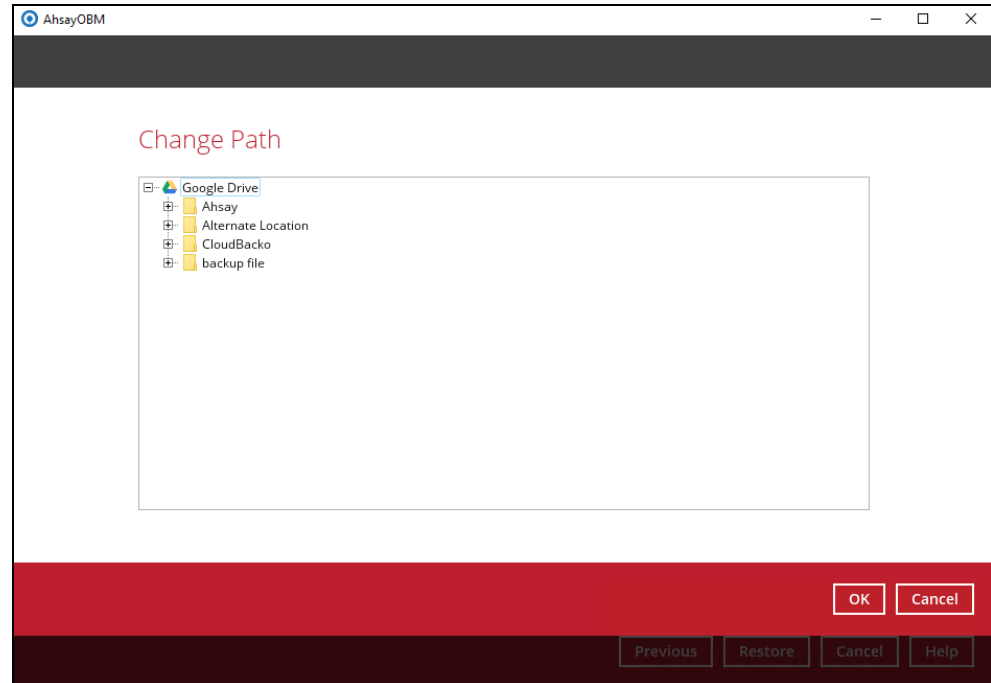 AhsayOBM
Change Path
Google Drive
Ahsay
Alternate Location
CloudBacko
backup file
OK Cancel
Previous Restore Cancel Help